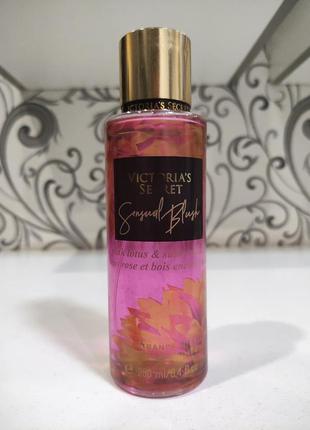 VICTORIA'S SECRET
VICTORIA'S
SECRET
Sensual Blush
lotus &
rose et bois
250 ml/8.4 fl